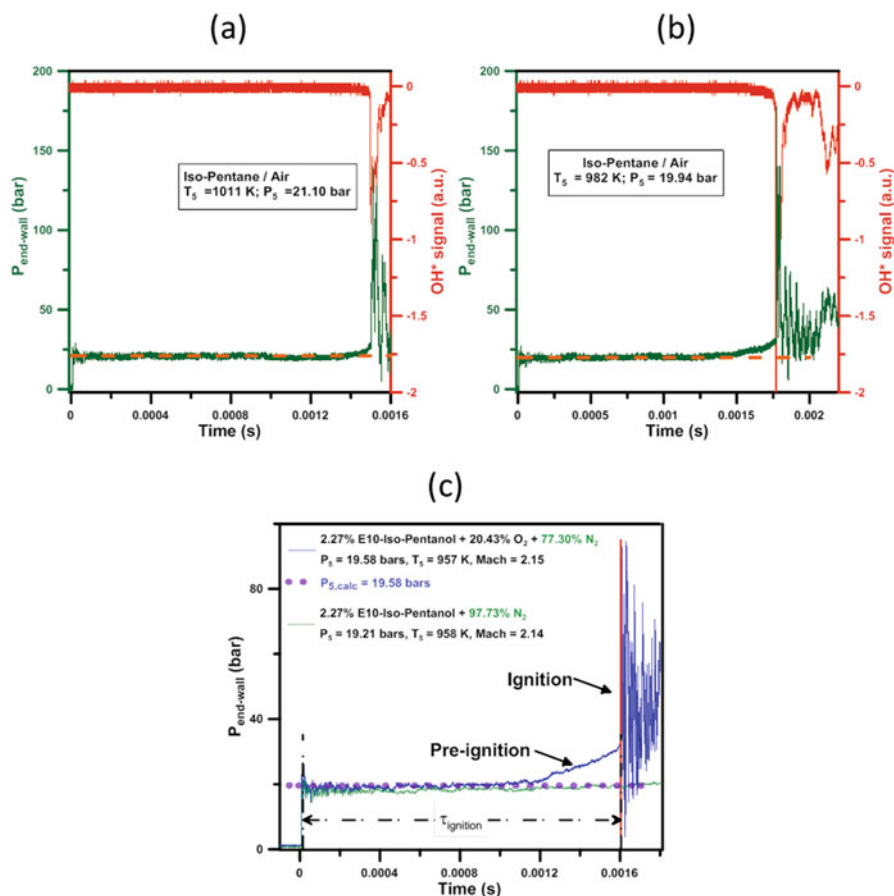 (a)
200
150
100
50
0
P end-wall (bar)
Iso-Pentane / Air
T5 =1011 K; P5 =21.10 bar
0
-0.5
-1
-1.5
-2
OH* signal (a.u.)
0 0.0004 0.0008 0.0012 0.0016
Time (s)
(b)
200
150
100
50
0
P end-wall (bar)
Iso-Pentane / Air
T5 = 982 K; P5 = 19.94 bar
0
-0.5
-1
-1.5
-2
OH* signal (a.u.)
0 0.0005 0.001 0.0015 0.002
Time (s)
(c)
80
40
0
P end-wall (bar)
2.27% E10-Iso-Pentanol + 20.43% O2 + 77.30% N2
P5 = 19.58 bars, T5 = 957 K, Mach = 2.15
P5,calc = 19.58 bars
2.27% E10-Iso-Pentanol + 97.73% N2
P5 = 19.21 bars, T5 = 958 K, Mach = 2.14
Ignition
Pre-ignition
τignition
0 0.0004 0.0008 0.0012 0.0016
Time (s)